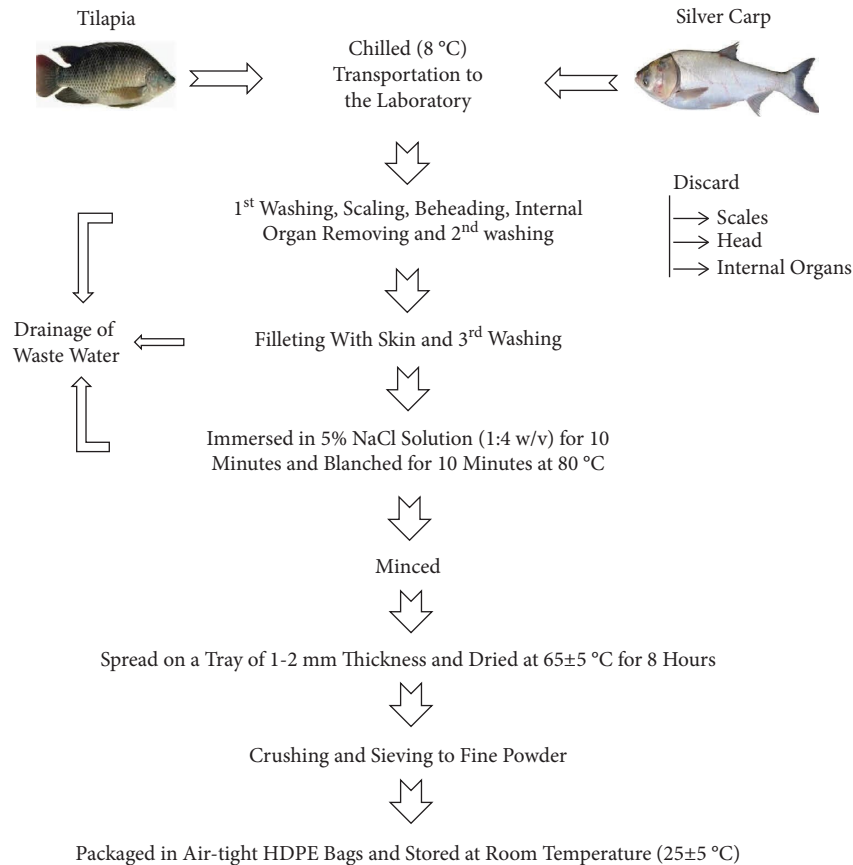 Tilapia
Silver Carp
Chilled (8 °C)
Transportation to
the Laboratory
Discard
Scales
Head
Internal Organs
1st Washing, Scaling, Beheading, Internal
Organ Removing and 2nd washing
Drainage of
Waste Water
Filleting With Skin and 3rd Washing
Immersed in 5% NaCl Solution (1:4 w/v) for 10
Minutes and Blanched for 10 Minutes at 80 °C
Minced
Spread on a Tray of 1-2 mm Thickness and Dried at 65±5 °C for 8 Hours
Crushing and Sieving to Fine Powder
Packaged in Air-tight HDPE Bags and Stored at Room Temperature (25±5 °C)